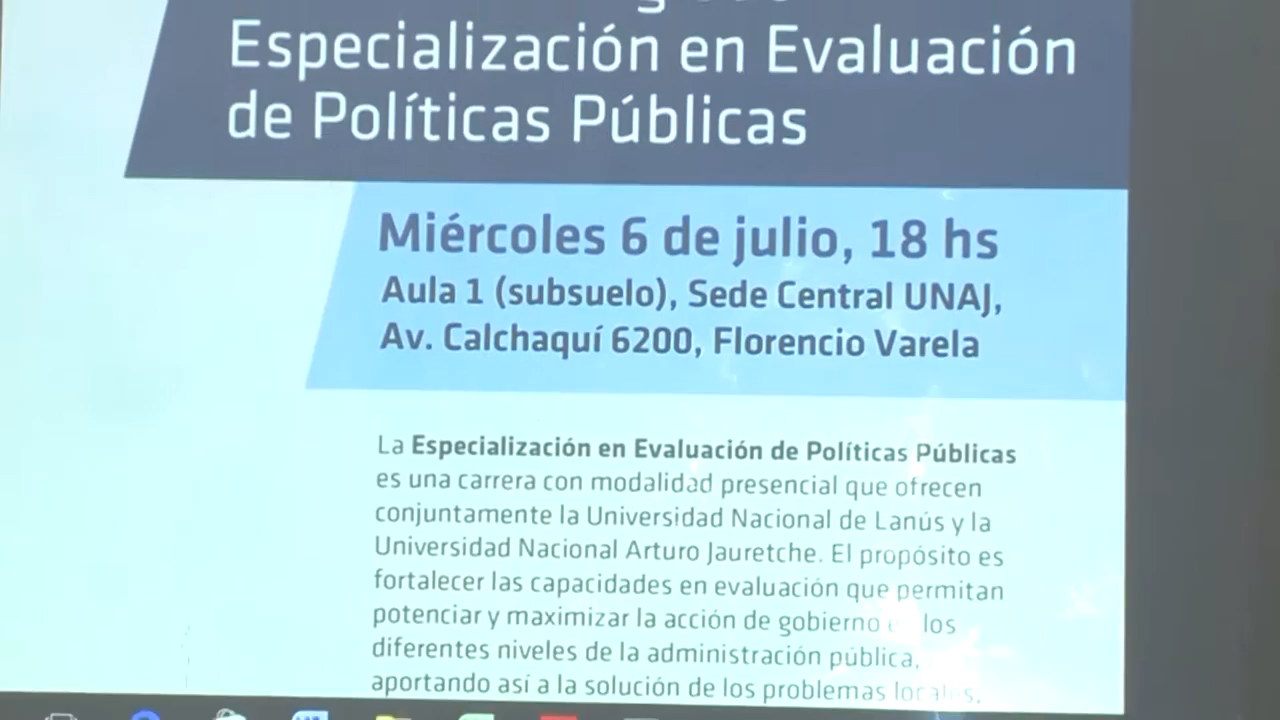 Especialización en Evaluación
de Políticas Públicas
Miércoles 6 de julio, 18 hs
Aula 1 (subsuelo), Sede Central UNAJ,
Av. Calchaquí 6200, Florencio Varela
La Especialización en Evaluación de Políticas Públicas
es una carrera con modalidad presencial que ofrecen
conjuntamente la Universidad Nacional de Lanús y la
Universidad Nacional Arturo Jauretche. El propósito es
fortalecer las capacidades en evaluación que permitan
potenciar y maximizar la acción de gobierno los
diferentes niveles de la administración pública,
aportando así a la solución de los problemas locales,